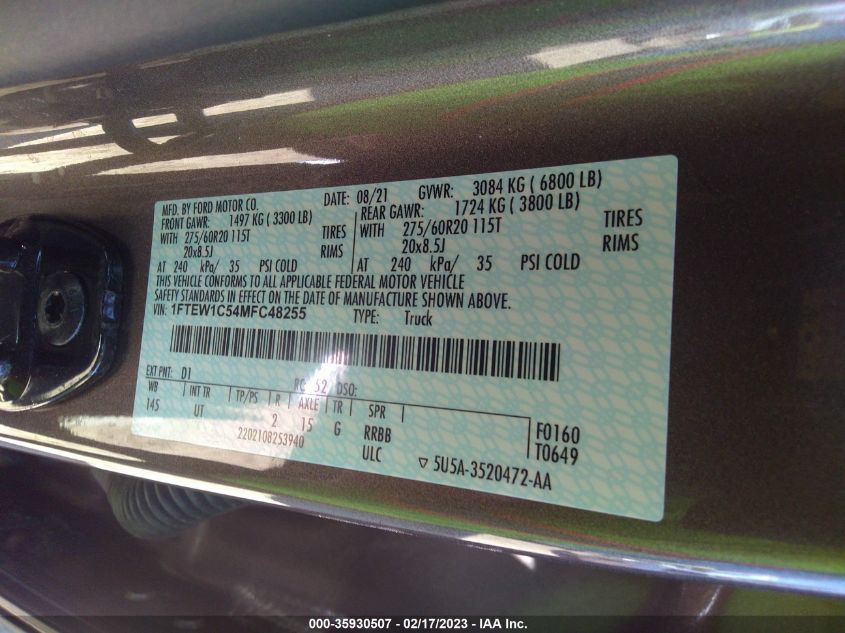 MFD. BY FORD MOTOR CO. DATE: 08/21 GVWR: 3084 KG ( 6800 LB)
FRONT GAWR: 1497 KG ( 3300 LB) REAR GAWR: 1724 KG ( 3800 LB)
WITH 275/60R20 115T TIRES WITH 275/60R20 115T TIRES
20x8.5J RIMS 20x8.5J RIMS
AT 240 kPa/ 35 PSI COLD AT 240 kPa/ 35 PSI COLD
THIS VEHICLE CONFORMS TO ALL APPLICABLE FEDERAL MOTOR VEHICLE
SAFETY STANDARDS IN EFFECT ON THE DATE OF MANUFACTURE SHOWN ABOVE.
VIN: 1FTEW1C54MFC48255 TYPE: Truck
EXT PNT: D1 RC: 52 DSO:
WB INT TR TP/PS R AXLE TR SPR
145 UT 2 15 G RRBB
2202108253940 ULC
F0160
T0649
▽ 5U5A-3520472-AA
000-35930507 — 02/17/2023 — IAA Inc.